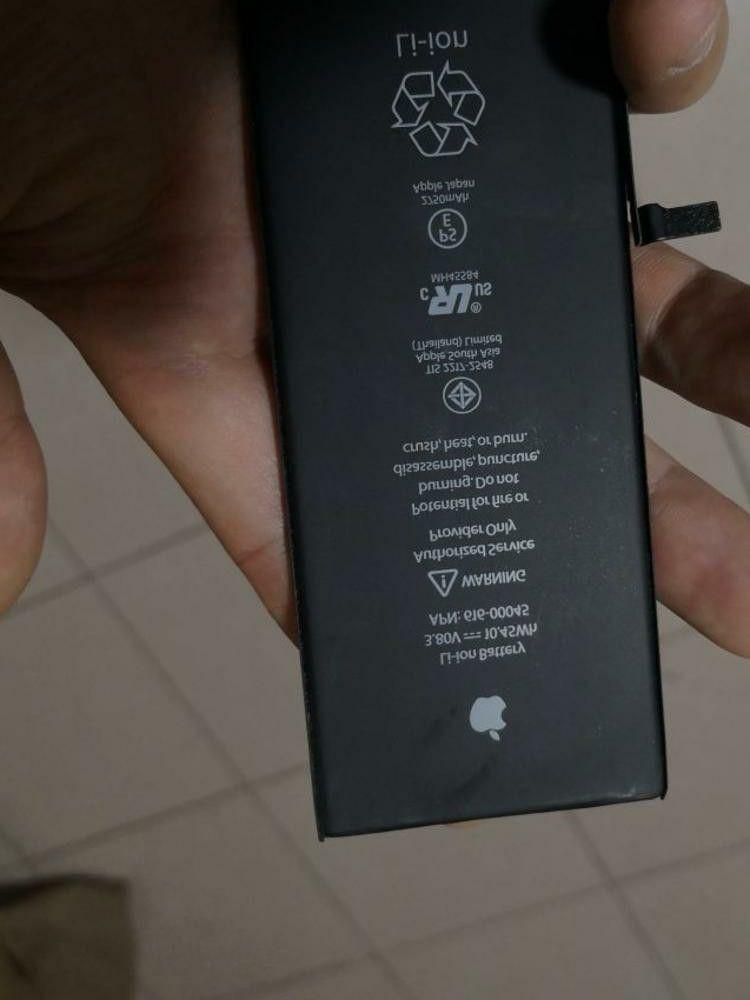 Li-ion Battery
3.80V ⎓ 10.45Wh
APN: 616-00045
WARNING
Authorized Service
Provider Only
Potential for fire or
burning. Do not
disassemble, puncture,
crush, heat, or burn.
TIS 2217-2548
Apple South Asia
(Thailand) Limited
C RU® US
MH45584
PS
E
2750mAh
Apple Japan
Li-ion